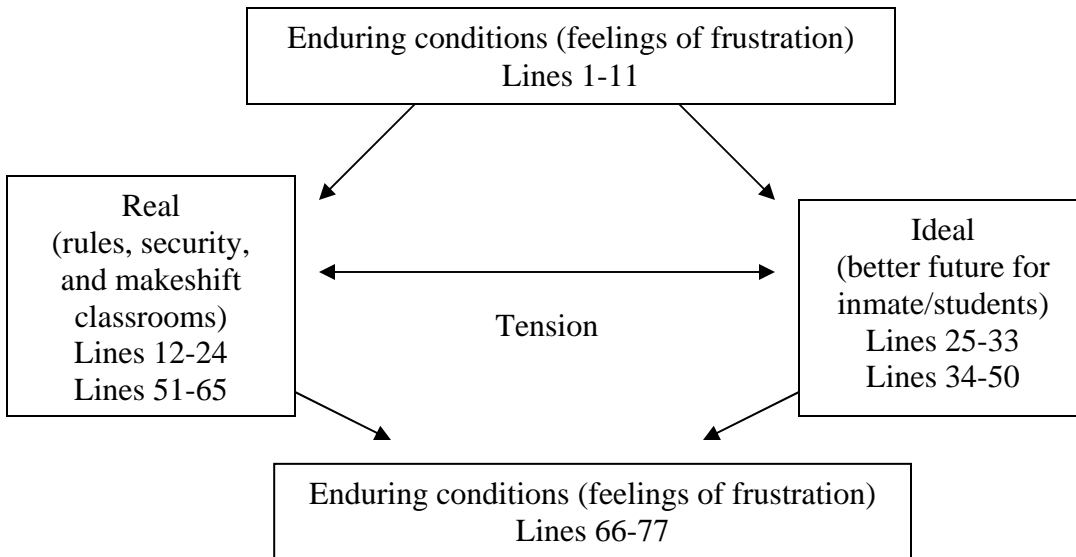 Enduring conditions (feelings of frustration)
Lines 1-11
Real
(rules, security,
and makeshift
classrooms)
Lines 12-24
Lines 51-65
Tension
Ideal
(better future for
inmate/students)
Lines 25-33
Lines 34-50
Enduring conditions (feelings of frustration)
Lines 66-77